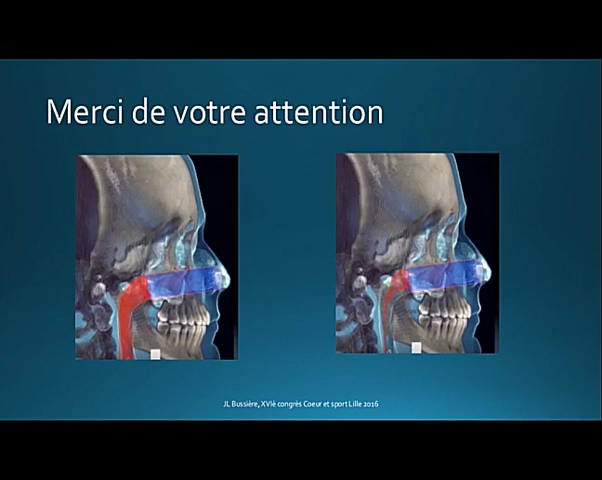 Merci de votre attention
JL Bussière, XVIè congrès Coeur et sport Lille 2016